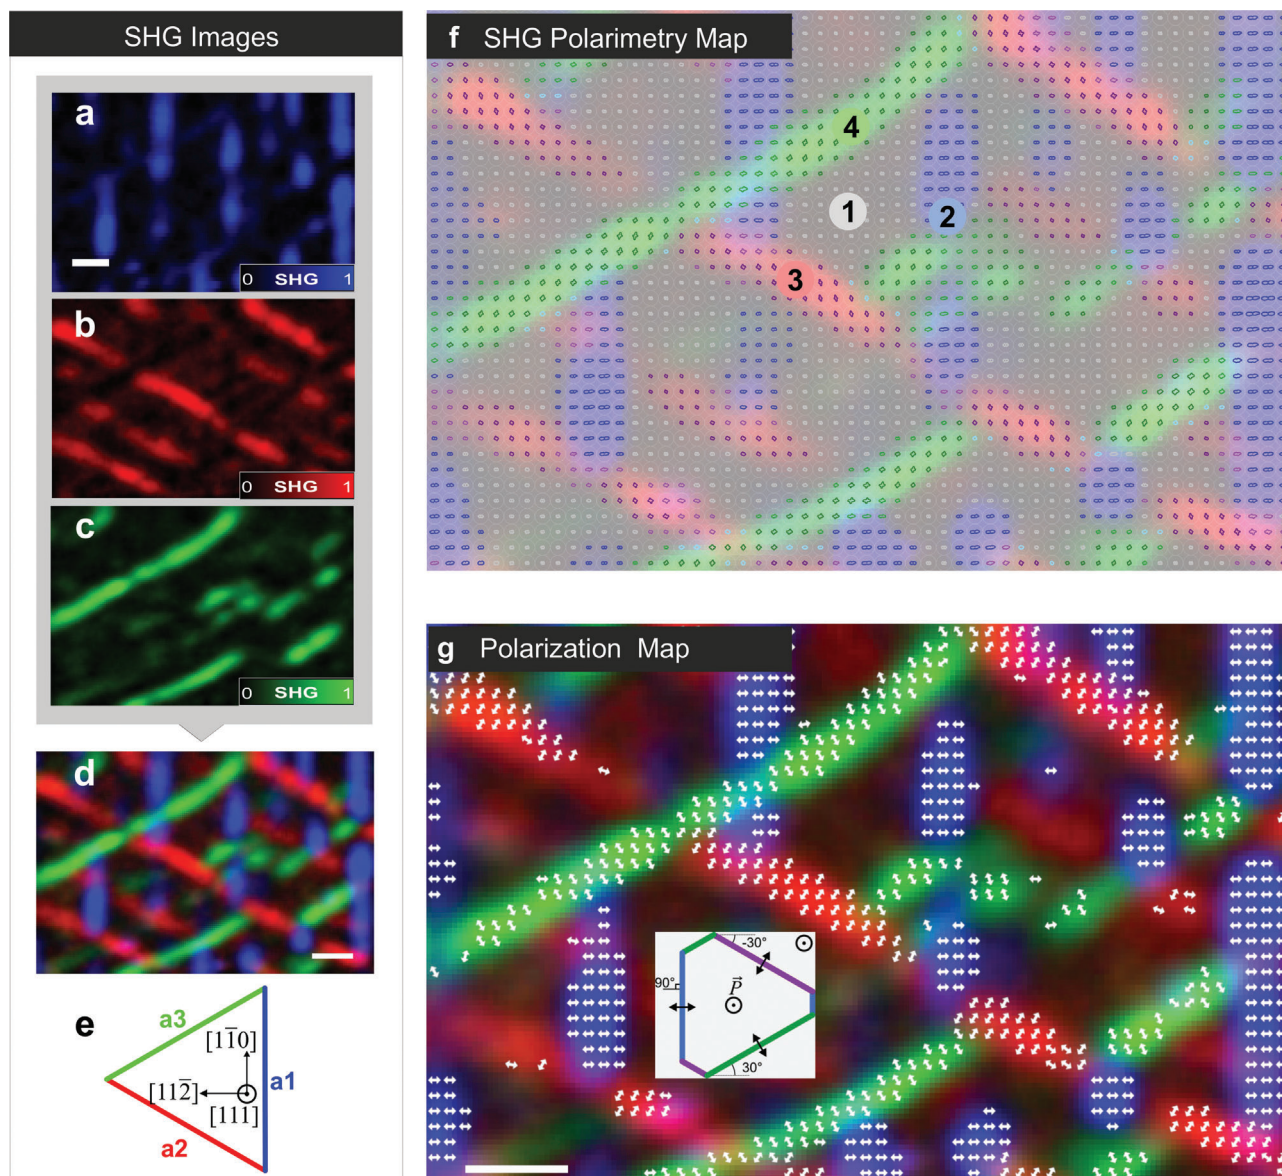 SHG Images
a
0 SHG 1
b
0 SHG 1
c
0 SHG 1
d
e
a3
[11̅0]
[112̅]
[111]
a1
a2
f SHG Polarimetry Map
4
1
2
3
g Polarization Map
-30°
90°
P⃗
30°